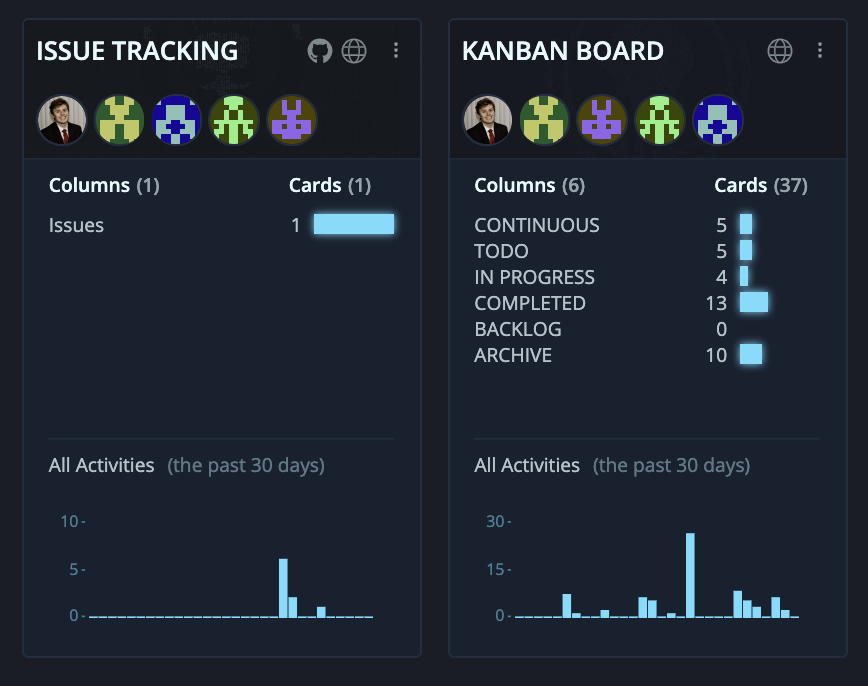 ISSUE TRACKING
Columns (1) Cards (1)
Issues 1
All Activities (the past 30 days)
10
5
0
KANBAN BOARD
Columns (6) Cards (37)
CONTINUOUS 5
TODO 5
IN PROGRESS 4
COMPLETED 13
BACKLOG 0
ARCHIVE 10
All Activities (the past 30 days)
30
15
0